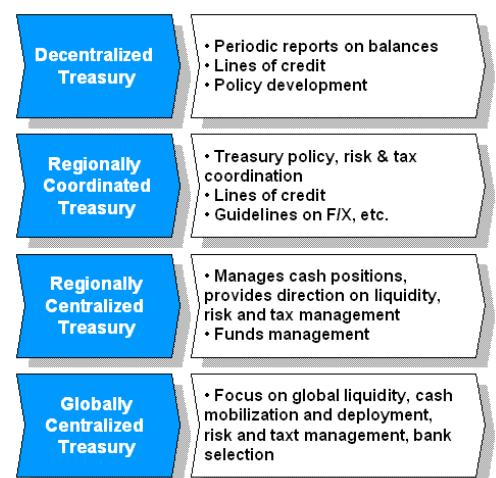 Decentralized
Treasury
• Periodic reports on balances
• Lines of credit
• Policy development
Regionally
Coordinated
Treasury
• Treasury policy, risk & tax
coordination
• Lines of credit
• Guidelines on F/X, etc.
Regionally
Centralized
Treasury
• Manages cash positions,
provides direction on liquidity,
risk and tax management
• Funds management
Globally
Centralized
Treasury
• Focus on global liquidity, cash
mobilization and deployment,
risk and taxt management, bank
selection